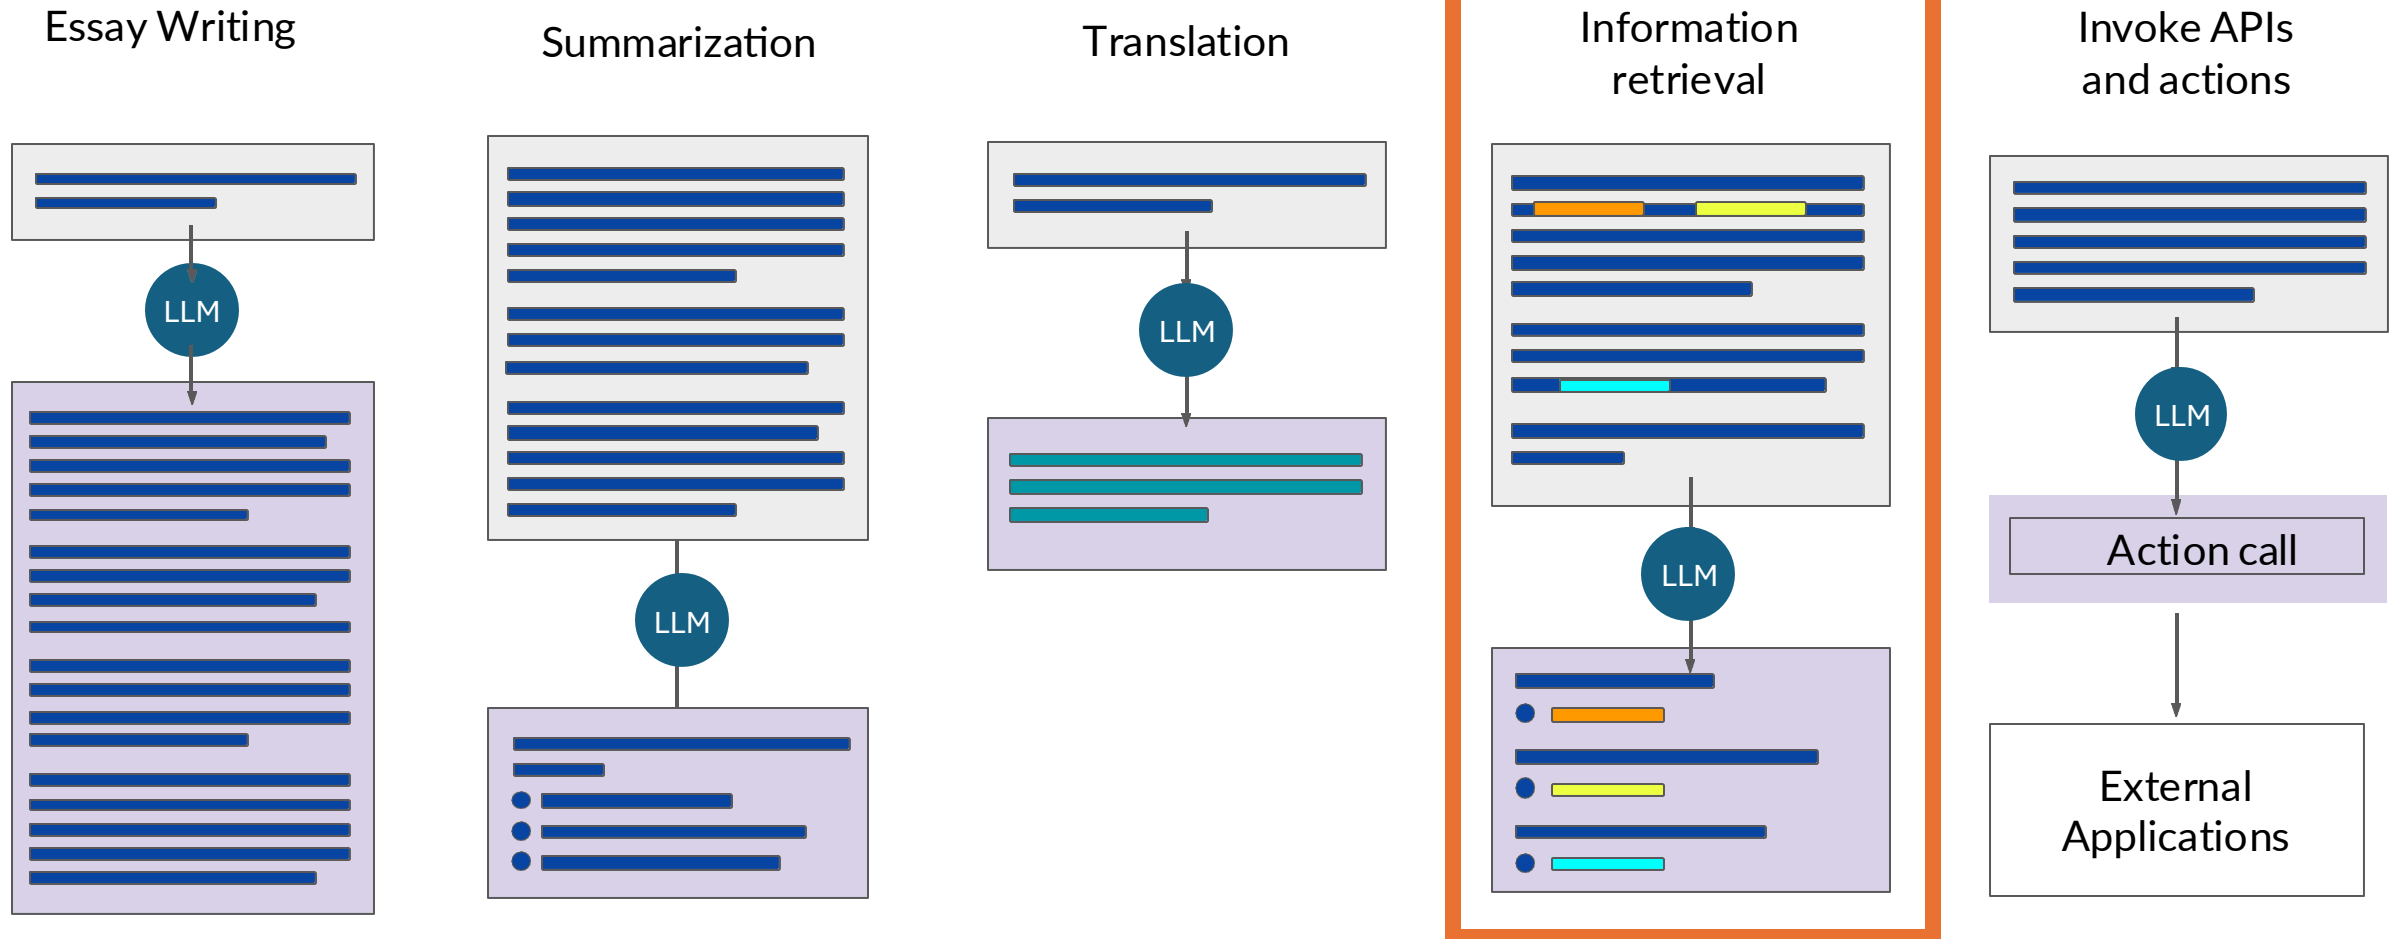 Essay Writing
Summarization
Translation
Information
retrieval
Invoke APIs
and actions
LLM
LLM
LLM
LLM
LLM
Action call
External
Applications